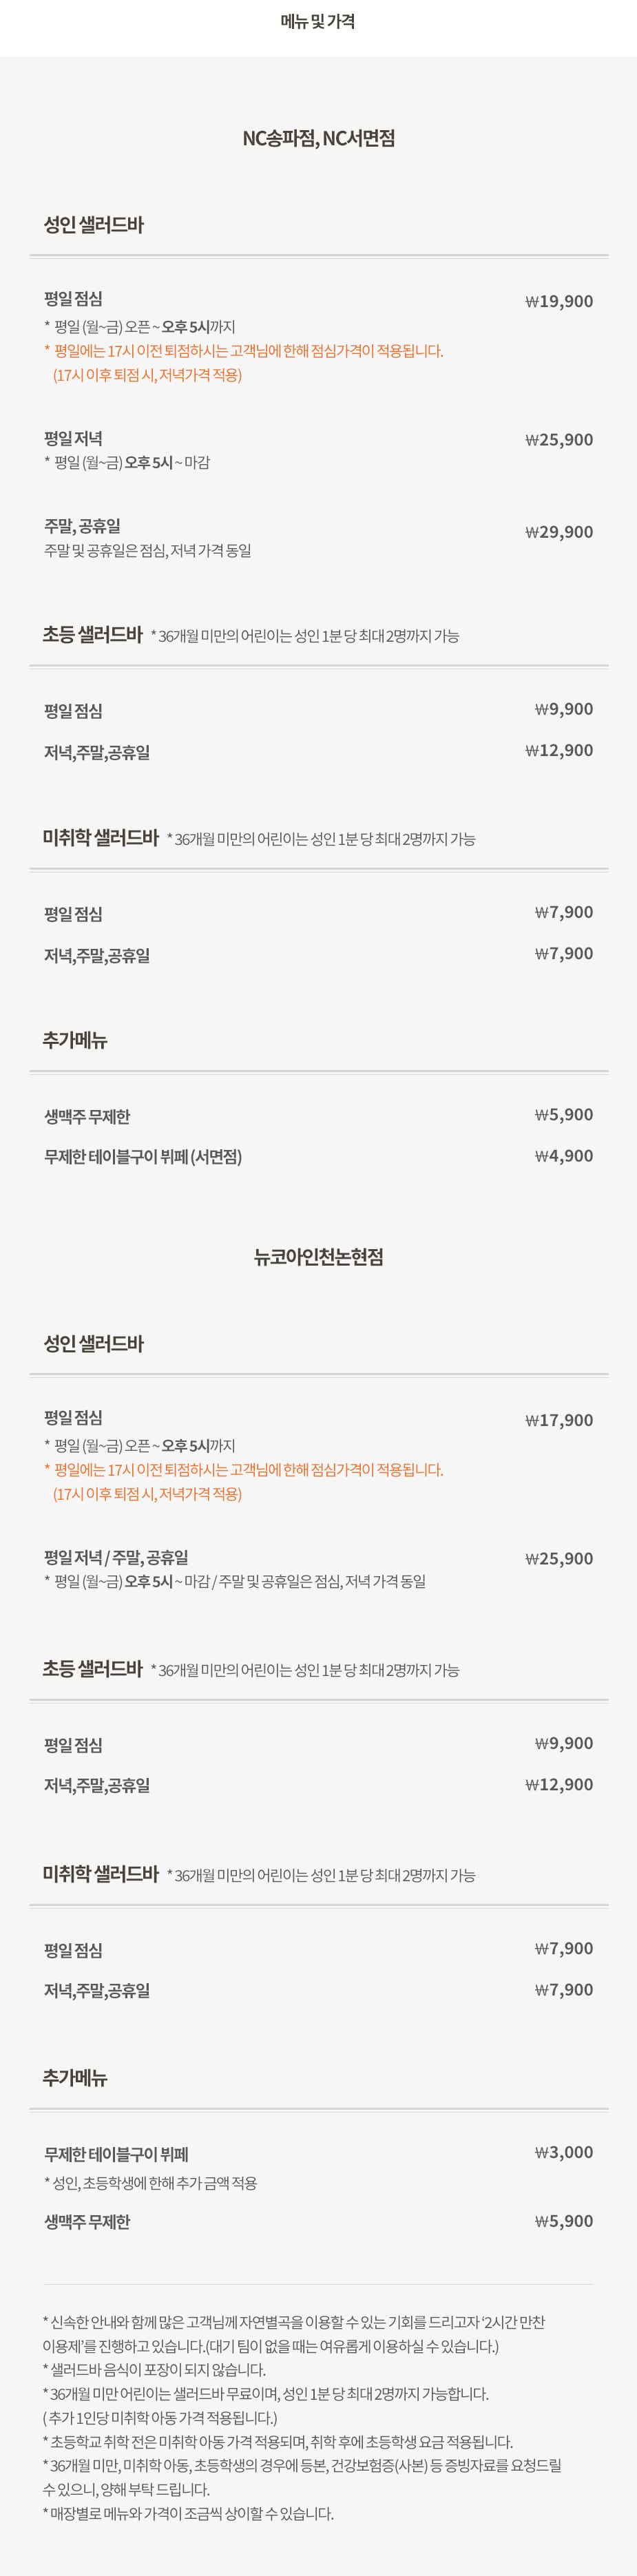 메뉴 및 가격
NC송파점, NC서면점
성인 샐러드바
평일 점심 ₩19,900
* 평일 (월~금) 오픈 ~ 오후 5시까지
* 평일에는 17시 이전 퇴점하시는 고객님에 한해 점심가격이 적용됩니다.
(17시 이후 퇴점 시, 저녁가격 적용)
평일 저녁 ₩25,900
* 평일 (월~금) 오후 5시 ~ 마감
주말, 공휴일 ₩29,900
주말 및 공휴일은 점심, 저녁 가격 동일
초등 샐러드바 * 36개월 미만의 어린이는 성인 1분 당 최대 2명까지 가능
평일 점심 ₩9,900
저녁,주말,공휴일 ₩12,900
미취학 샐러드바 * 36개월 미만의 어린이는 성인 1분 당 최대 2명까지 가능
평일 점심 ₩7,900
저녁,주말,공휴일 ₩7,900
추가메뉴
생맥주 무제한 ₩5,900
무제한 테이블구이 뷔페 (서면점) ₩4,900
뉴코아인천논현점
성인 샐러드바
평일 점심 ₩17,900
* 평일 (월~금) 오픈 ~ 오후 5시까지
* 평일에는 17시 이전 퇴점하시는 고객님에 한해 점심가격이 적용됩니다.
(17시 이후 퇴점 시, 저녁가격 적용)
평일 저녁 / 주말, 공휴일 ₩25,900
* 평일 (월~금) 오후 5시 ~ 마감 / 주말 및 공휴일은 점심, 저녁 가격 동일
초등 샐러드바 * 36개월 미만의 어린이는 성인 1분 당 최대 2명까지 가능
평일 점심 ₩9,900
저녁,주말,공휴일 ₩12,900
미취학 샐러드바 * 36개월 미만의 어린이는 성인 1분 당 최대 2명까지 가능
평일 점심 ₩7,900
저녁,주말,공휴일 ₩7,900
추가메뉴
무제한 테이블구이 뷔페 ₩3,000
* 성인, 초등학생에 한해 추가 금액 적용
생맥주 무제한 ₩5,900
* 신속한 안내와 함께 많은 고객님께 자연별곡을 이용할 수 있는 기회를 드리고자 ‘2시간 만찬
이용제’를 진행하고 있습니다.(대기 팀이 없을 때는 여유롭게 이용하실 수 있습니다.)
* 샐러드바 음식이 포장이 되지 않습니다.
* 36개월 미만 어린이는 샐러드바 무료이며, 성인 1분 당 최대 2명까지 가능합니다.
( 추가 1인당 미취학 아동 가격 적용됩니다.)
* 초등학교 취학 전은 미취학 아동 가격 적용되며, 취학 후에 초등학생 요금 적용됩니다.
* 36개월 미만, 미취학 아동, 초등학생의 경우에 등본, 건강보험증(사본) 등 증빙자료를 요청드릴
수 있으니, 양해 부탁 드립니다.
* 매장별로 메뉴와 가격이 조금씩 상이할 수 있습니다.